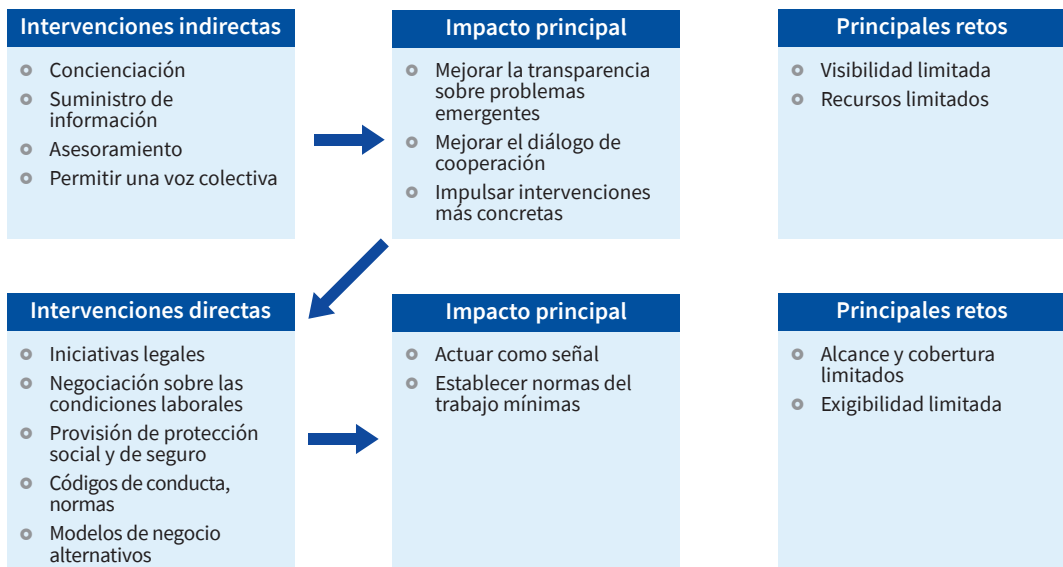 Intervenciones indirectas
Concienciación
Suministro de
información
Asesoramiento
Permitir una voz colectiva
Impacto principal
Mejorar la transparencia
sobre problemas
emergentes
Mejorar el diálogo de
cooperación
Impulsar intervenciones
más concretas
Principales retos
Visibilidad limitada
Recursos limitados
Intervenciones directas
Iniciativas legales
Negociación sobre las
condiciones laborales
Provisión de protección
social y de seguro
Códigos de conducta,
normas
Modelos de negocio
alternativos
Impacto principal
Actuar como señal
Establecer normas del
trabajo mínimas
Principales retos
Alcance y cobertura
limitados
Exigibilidad limitada